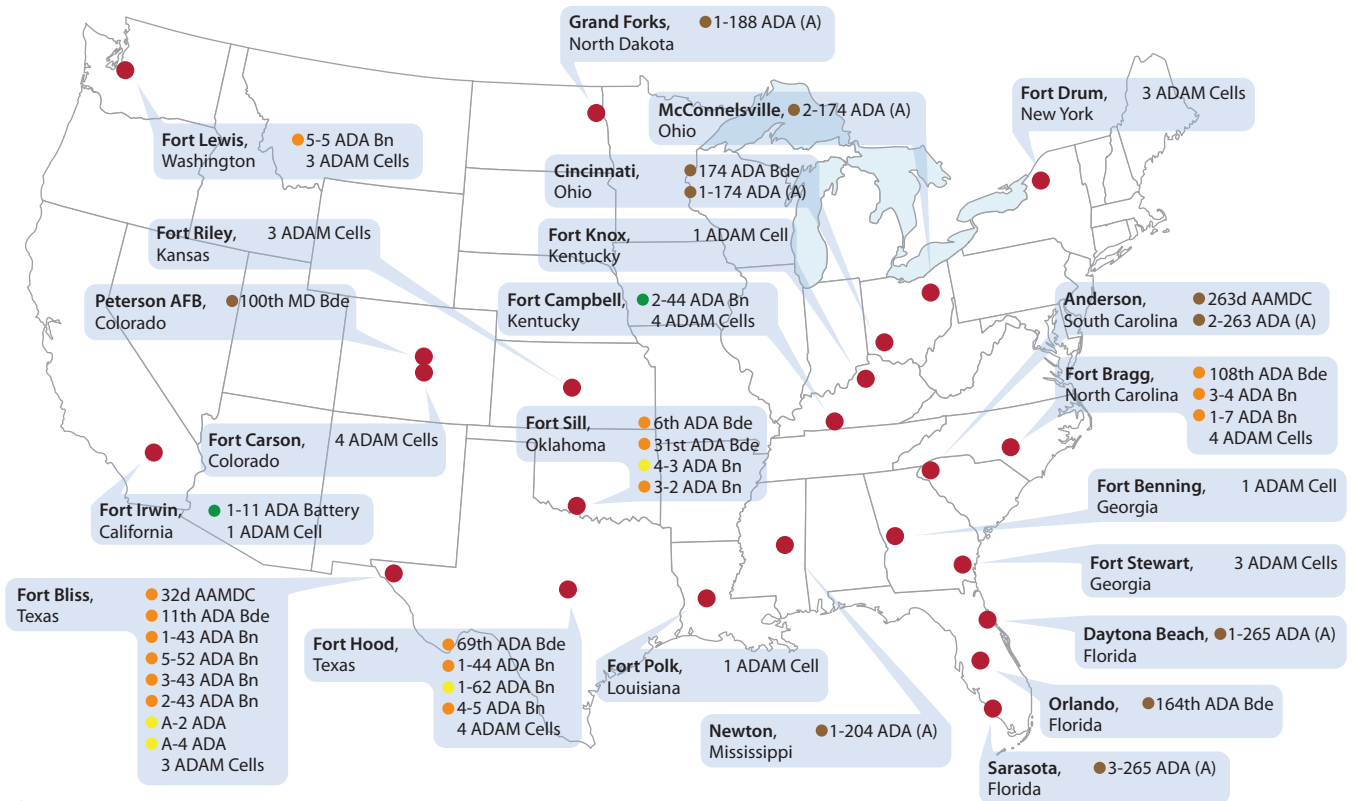 Grand Forks, 1-188 ADA (A)
North Dakota
McConnelsville, 2-174 ADA (A)
Ohio
Fort Drum, 3 ADAM Cells
New York
Fort Lewis, 5-5 ADA Bn
Washington 3 ADAM Cells
Cincinnati, 174 ADA Bde
Ohio 1-174 ADA (A)
Fort Riley, 3 ADAM Cells
Kansas
Fort Knox, 1 ADAM Cell
Kentucky
Peterson AFB, 100th MD Bde
Colorado
Fort Campbell, 2-44 ADA Bn
Kentucky 4 ADAM Cells
Anderson, 263d AAMDC
South Carolina 2-263 ADA (A)
Fort Bragg, 108th ADA Bde
North Carolina 3-4 ADA Bn
1-7 ADA Bn
4 ADAM Cells
Fort Carson, 4 ADAM Cells
Colorado
Fort Sill, 6th ADA Bde
Oklahoma 31st ADA Bde
4-3 ADA Bn
3-2 ADA Bn
Fort Irwin, 1-11 ADA Battery
California 1 ADAM Cell
Fort Benning, 1 ADAM Cell
Georgia
Fort Stewart, 3 ADAM Cells
Georgia
Fort Bliss, 32d AAMDC
Texas 11th ADA Bde
1-43 ADA Bn
5-52 ADA Bn
3-43 ADA Bn
2-43 ADA Bn
A-2 ADA
A-4 ADA
3 ADAM Cells
Fort Hood, 69th ADA Bde
Texas 1-44 ADA Bn
1-62 ADA Bn
4-5 ADA Bn
4 ADAM Cells
Fort Polk, 1 ADAM Cell
Louisiana
Daytona Beach, 1-265 ADA (A)
Florida
Orlando, 164th ADA Bde
Florida
Newton, 1-204 ADA (A)
Mississippi
Sarasota, 3-265 ADA (A)
Florida